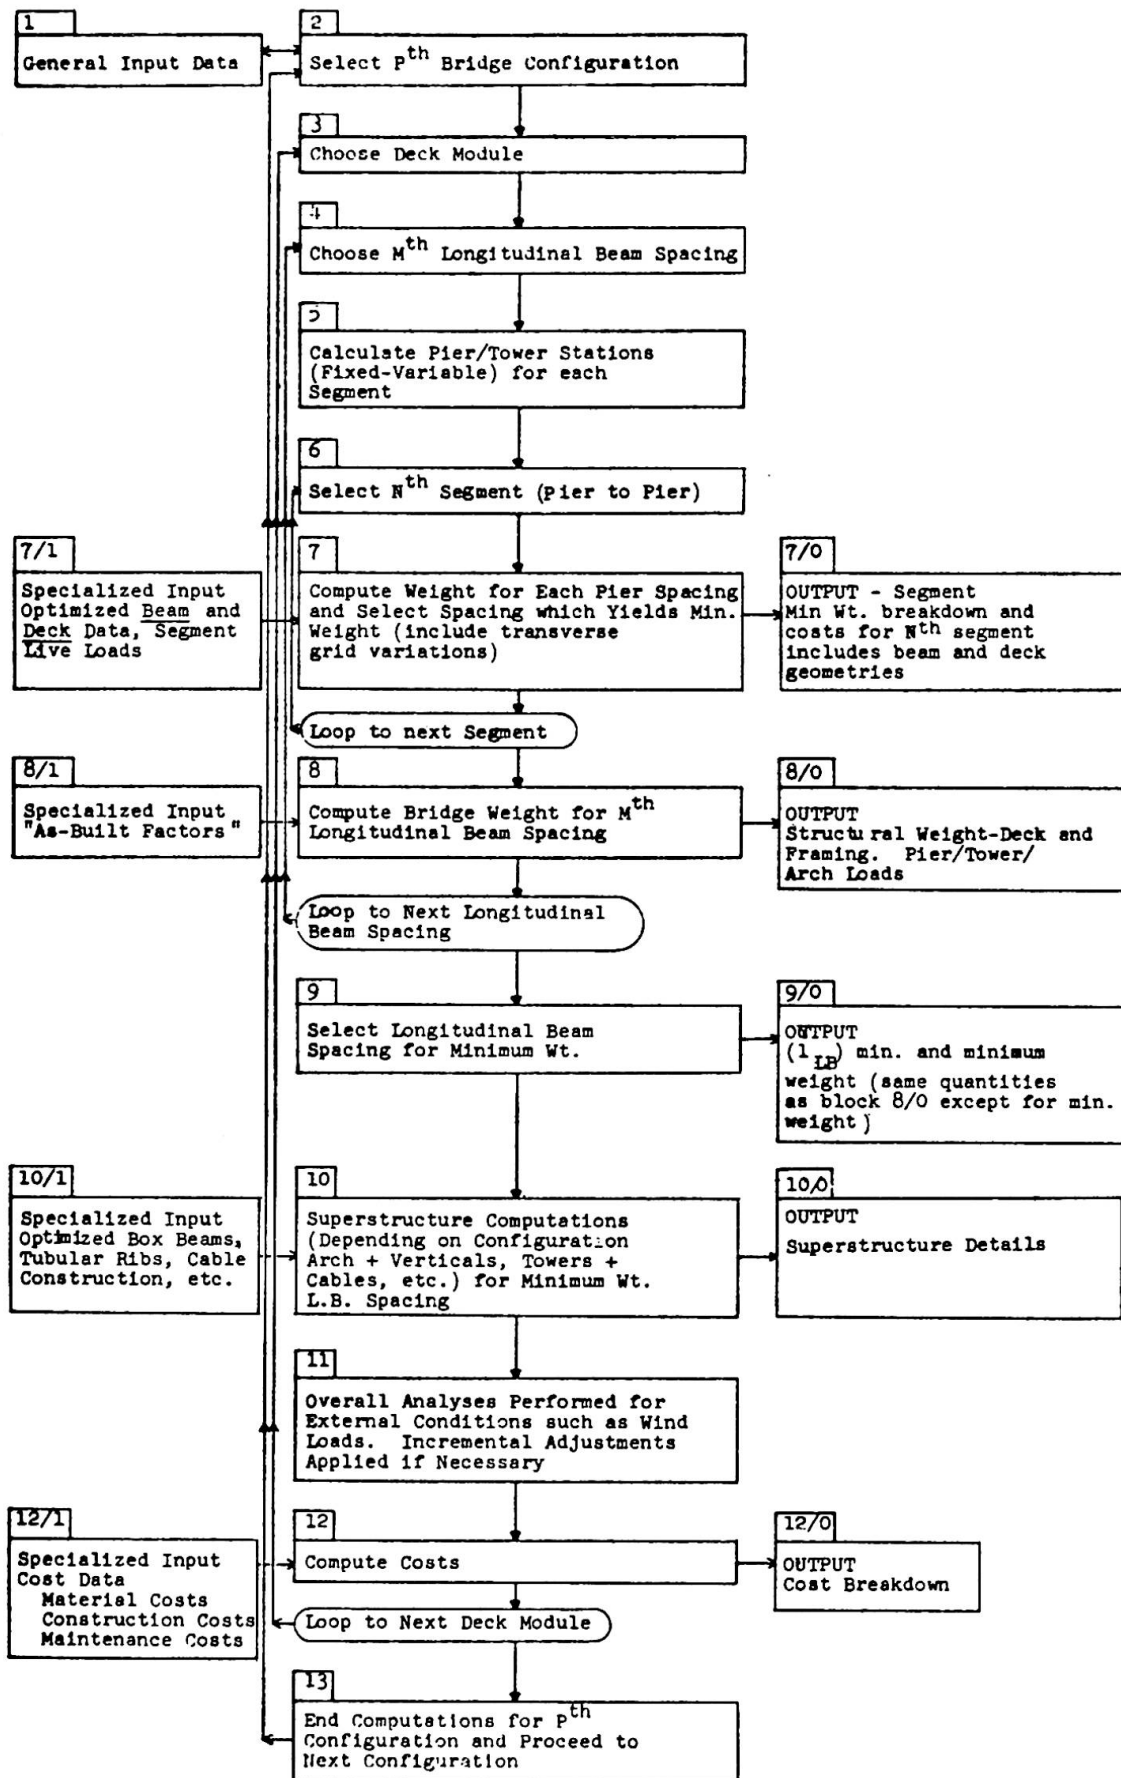 1
General Input Data
2
Select Pth Bridge Configuration
3
Choose Deck Module
4
Choose Mth Longitudinal Beam Spacing
5
Calculate Pier/Tower Stations
(Fixed-Variable) for each
Segment
6
Select Nth Segment (Pier to Pier)
7/1
Specialized Input
Optimized Beam and
Deck Data, Segment
Live Loads
7
Compute Weight for Each Pier Spacing
and Select Spacing which Yields Min.
Weight (include transverse
grid variations)
7/0
OUTPUT - Segment
Min Wt. breakdown and
costs for Nth segment
includes beam and deck
geometries
Loop to next Segment
8/1
Specialized Input
"As-Built Factors"
8
Compute Bridge Weight for Mth
Longitudinal Beam Spacing
8/0
OUTPUT
Structural Weight-Deck and
Framing. Pier/Tower/
Arch Loads
Loop to Next Longitudinal
Beam Spacing
9
Select Longitudinal Beam
Spacing for Minimum Wt.
9/0
OUTPUT
(1LB) min. and minimum
weight (same quantities
as block 8/0 except for min.
weight)
10/1
Specialized Input
Optimized Box Beams,
Tubular Ribs, Cable
Construction, etc.
10
Superstructure Computations
(Depending on Configuration
Arch + Verticals, Towers +
Cables, etc.) for Minimum Wt.
L.B. Spacing
10/0
OUTPUT
Superstructure Details
11
Overall Analyses Performed for
External Conditions such as Wind
Loads. Incremental Adjustments
Applied if Necessary
12/1
Specialized Input
Cost Data
Material Costs
Construction Costs
Maintenance Costs
12
Compute Costs
12/0
OUTPUT
Cost Breakdown
Loop to Next Deck Module
13
End Computations for Pth
Configuration and Proceed to
Next Configuration